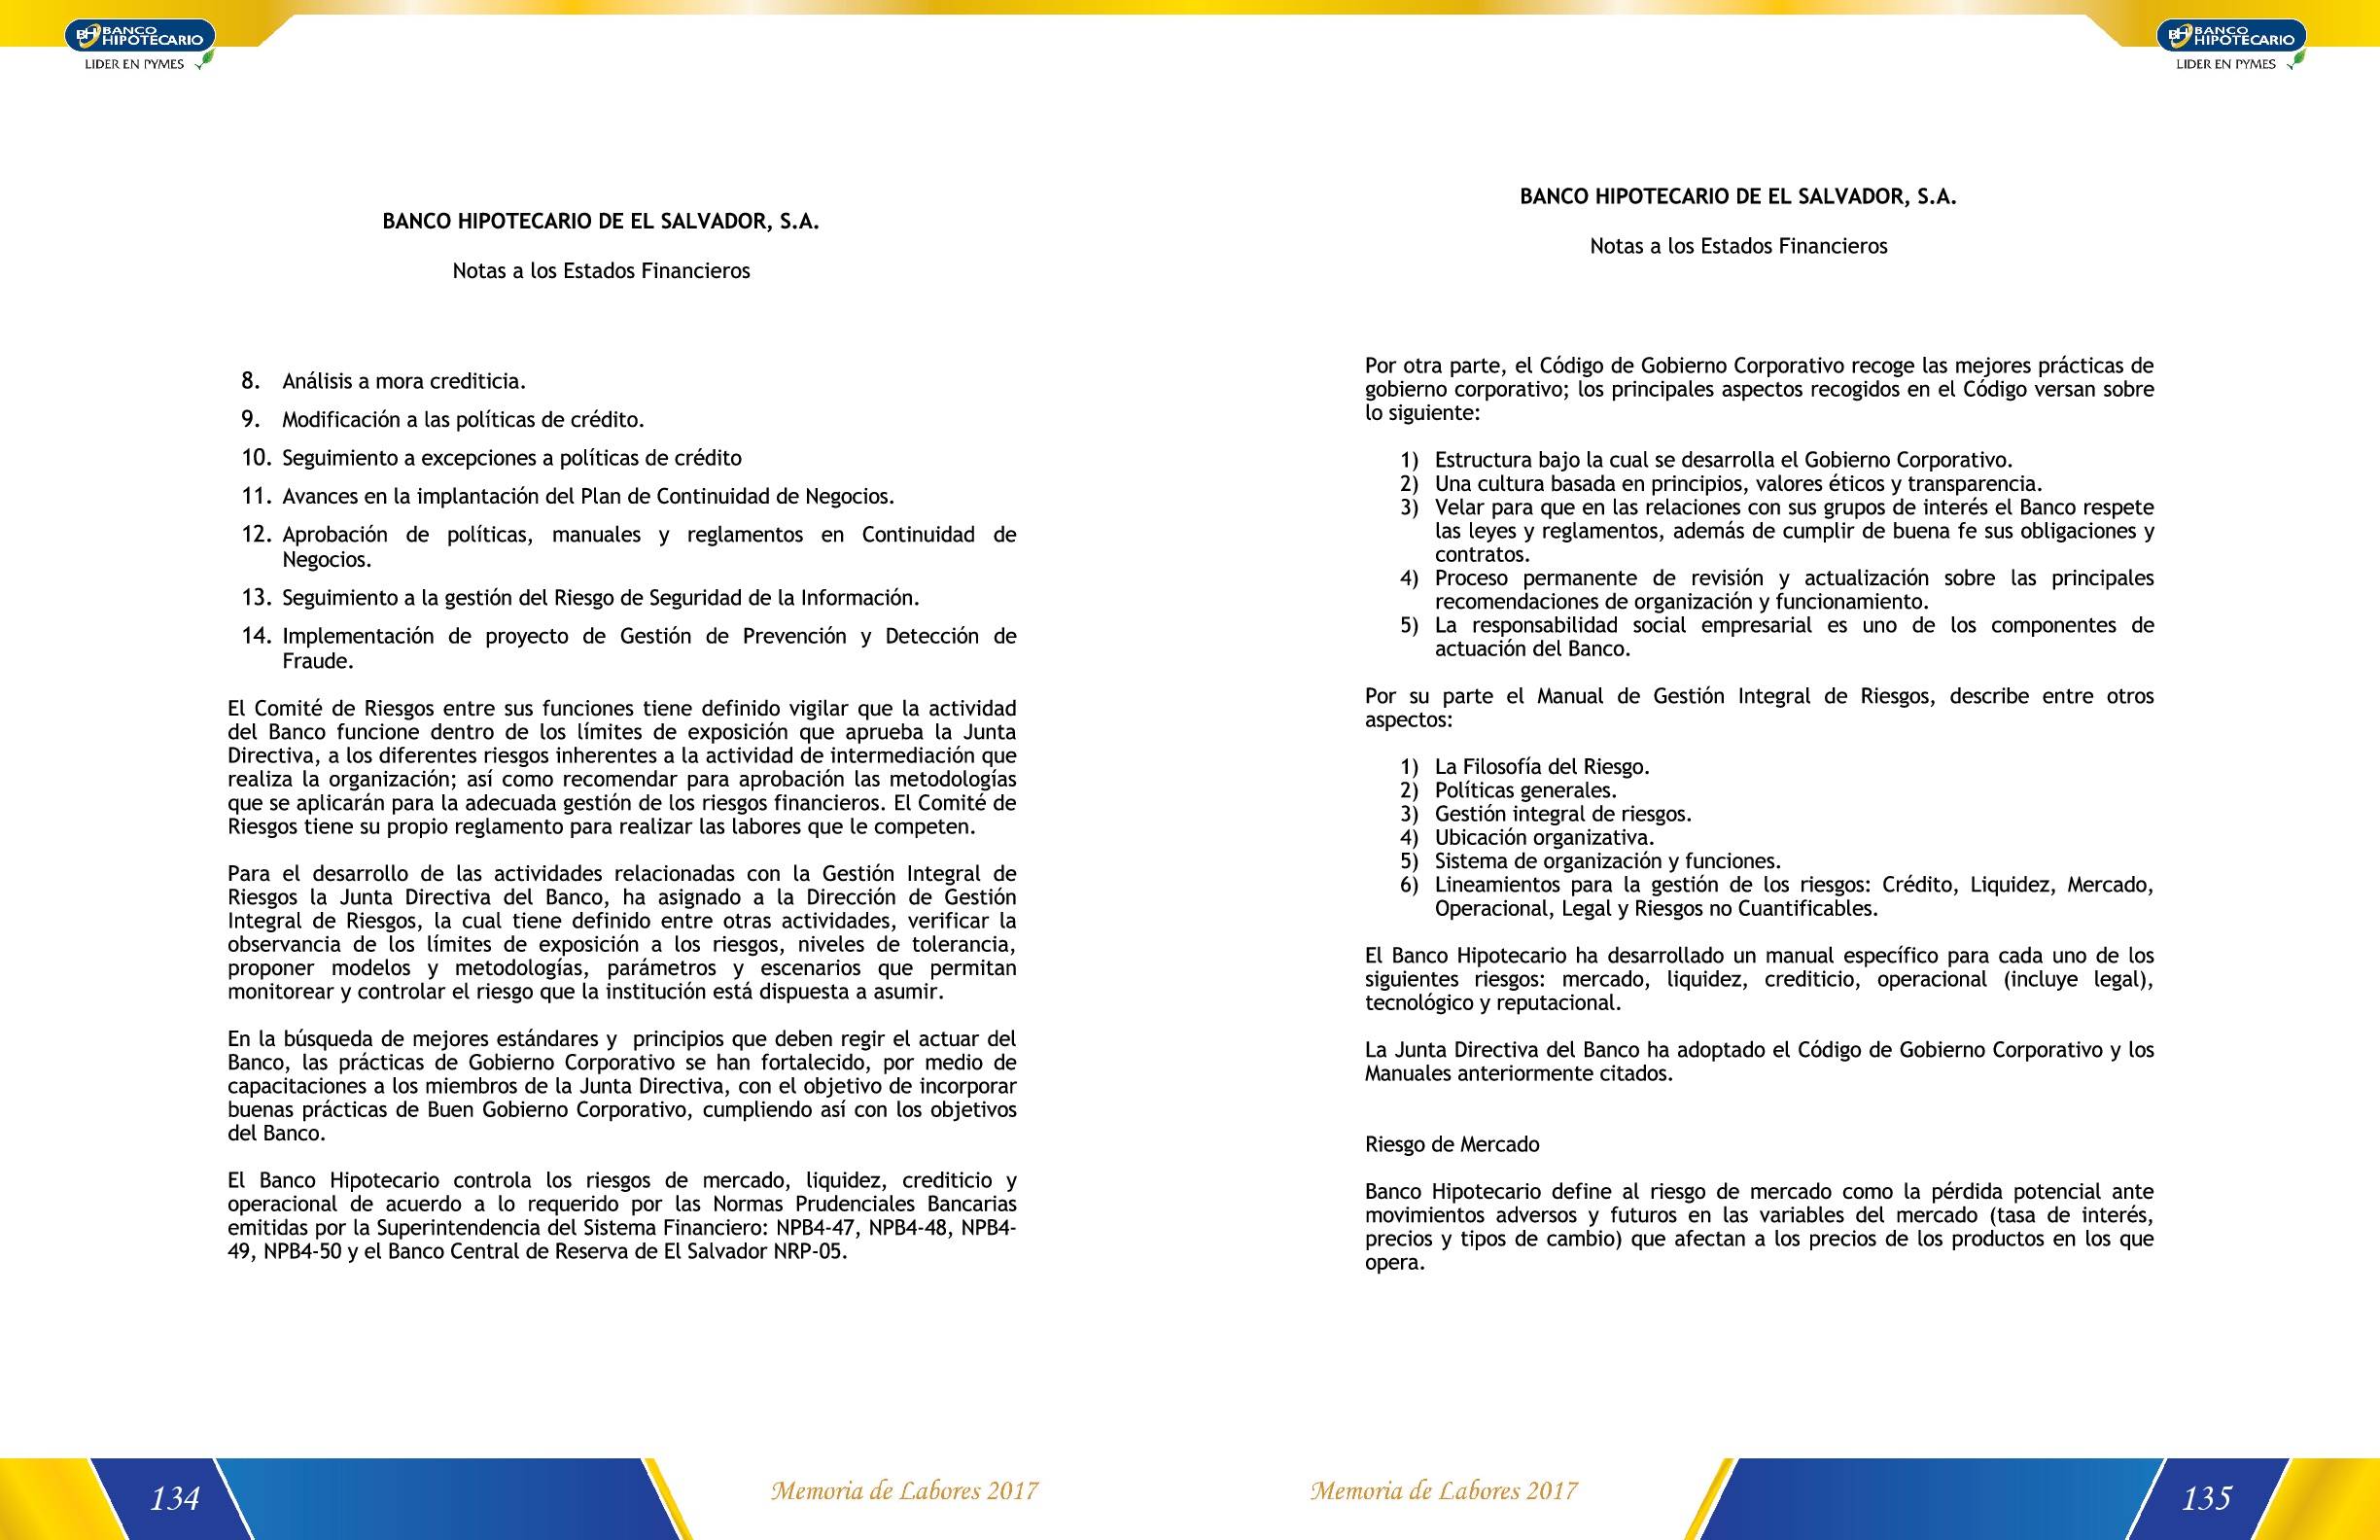 BH BANCO
HIPOTECARIO
LIDER EN PYMES
BANCO HIPOTECARIO DE EL SALVADOR, S.A.
Notas a los Estados Financieros
8. Análisis a mora crediticia.
9. Modificación a las políticas de crédito.
10. Seguimiento a excepciones a políticas de crédito
11. Avances en la implantación del Plan de Continuidad de Negocios.
12. Aprobación de políticas, manuales y reglamentos en Continuidad de
Negocios.
13. Seguimiento a la gestión del Riesgo de Seguridad de la Información.
14. Implementación de proyecto de Gestión de Prevención y Detección de
Fraude.
El Comité de Riesgos entre sus funciones tiene definido vigilar que la actividad
del Banco funcione dentro de los límites de exposición que aprueba la Junta
Directiva, a los diferentes riesgos inherentes a la actividad de intermediación que
realiza la organización; así como recomendar para aprobación las metodologías
que se aplicarán para la adecuada gestión de los riesgos financieros. El Comité de
Riesgos tiene su propio reglamento para realizar las labores que le competen.
Para el desarrollo de las actividades relacionadas con la Gestión Integral de
Riesgos la Junta Directiva del Banco, ha asignado a la Dirección de Gestión
Integral de Riesgos, la cual tiene definido entre otras actividades, verificar la
observancia de los límites de exposición a los riesgos, niveles de tolerancia,
proponer modelos y metodologías, parámetros y escenarios que permitan
monitorear y controlar el riesgo que la institución está dispuesta a asumir.
En la búsqueda de mejores estándares y principios que deben regir el actuar del
Banco, las prácticas de Gobierno Corporativo se han fortalecido, por medio de
capacitaciones a los miembros de la Junta Directiva, con el objetivo de incorporar
buenas prácticas de Buen Gobierno Corporativo, cumpliendo así con los objetivos
del Banco.
El Banco Hipotecario controla los riesgos de mercado, liquidez, crediticio y
operacional de acuerdo a lo requerido por las Normas Prudenciales Bancarias
emitidas por la Superintendencia del Sistema Financiero: NPB4-47, NPB4-48, NPB4-
49, NPB4-50 y el Banco Central de Reserva de El Salvador NRP-05.
134
Memoria de Labores 2017
BH BANCO
HIPOTECARIO
LIDER EN PYMES
BANCO HIPOTECARIO DE EL SALVADOR, S.A.
Notas a los Estados Financieros
Por otra parte, el Código de Gobierno Corporativo recoge las mejores prácticas de
gobierno corporativo; los principales aspectos recogidos en el Código versan sobre
lo siguiente:
1) Estructura bajo la cual se desarrolla el Gobierno Corporativo.
2) Una cultura basada en principios, valores éticos y transparencia.
3) Velar para que en las relaciones con sus grupos de interés el Banco respete
las leyes y reglamentos, además de cumplir de buena fe sus obligaciones y
contratos.
4) Proceso permanente de revisión y actualización sobre las principales
recomendaciones de organización y funcionamiento.
5) La responsabilidad social empresarial es uno de los componentes de
actuación del Banco.
Por su parte el Manual de Gestión Integral de Riesgos, describe entre otros
aspectos:
1) La Filosofía del Riesgo.
2) Políticas generales.
3) Gestión integral de riesgos.
4) Ubicación organizativa.
5) Sistema de organización y funciones.
6) Lineamientos para la gestión de los riesgos: Crédito, Liquidez, Mercado,
Operacional, Legal y Riesgos no Cuantificables.
El Banco Hipotecario ha desarrollado un manual específico para cada uno de los
siguientes riesgos: mercado, liquidez, crediticio, operacional (incluye legal),
tecnológico y reputacional.
La Junta Directiva del Banco ha adoptado el Código de Gobierno Corporativo y los
Manuales anteriormente citados.
Riesgo de Mercado
Banco Hipotecario define al riesgo de mercado como la pérdida potencial ante
movimientos adversos y futuros en las variables del mercado (tasa de interés,
precios y tipos de cambio) que afectan a los precios de los productos en los que
opera.
Memoria de Labores 2017
135